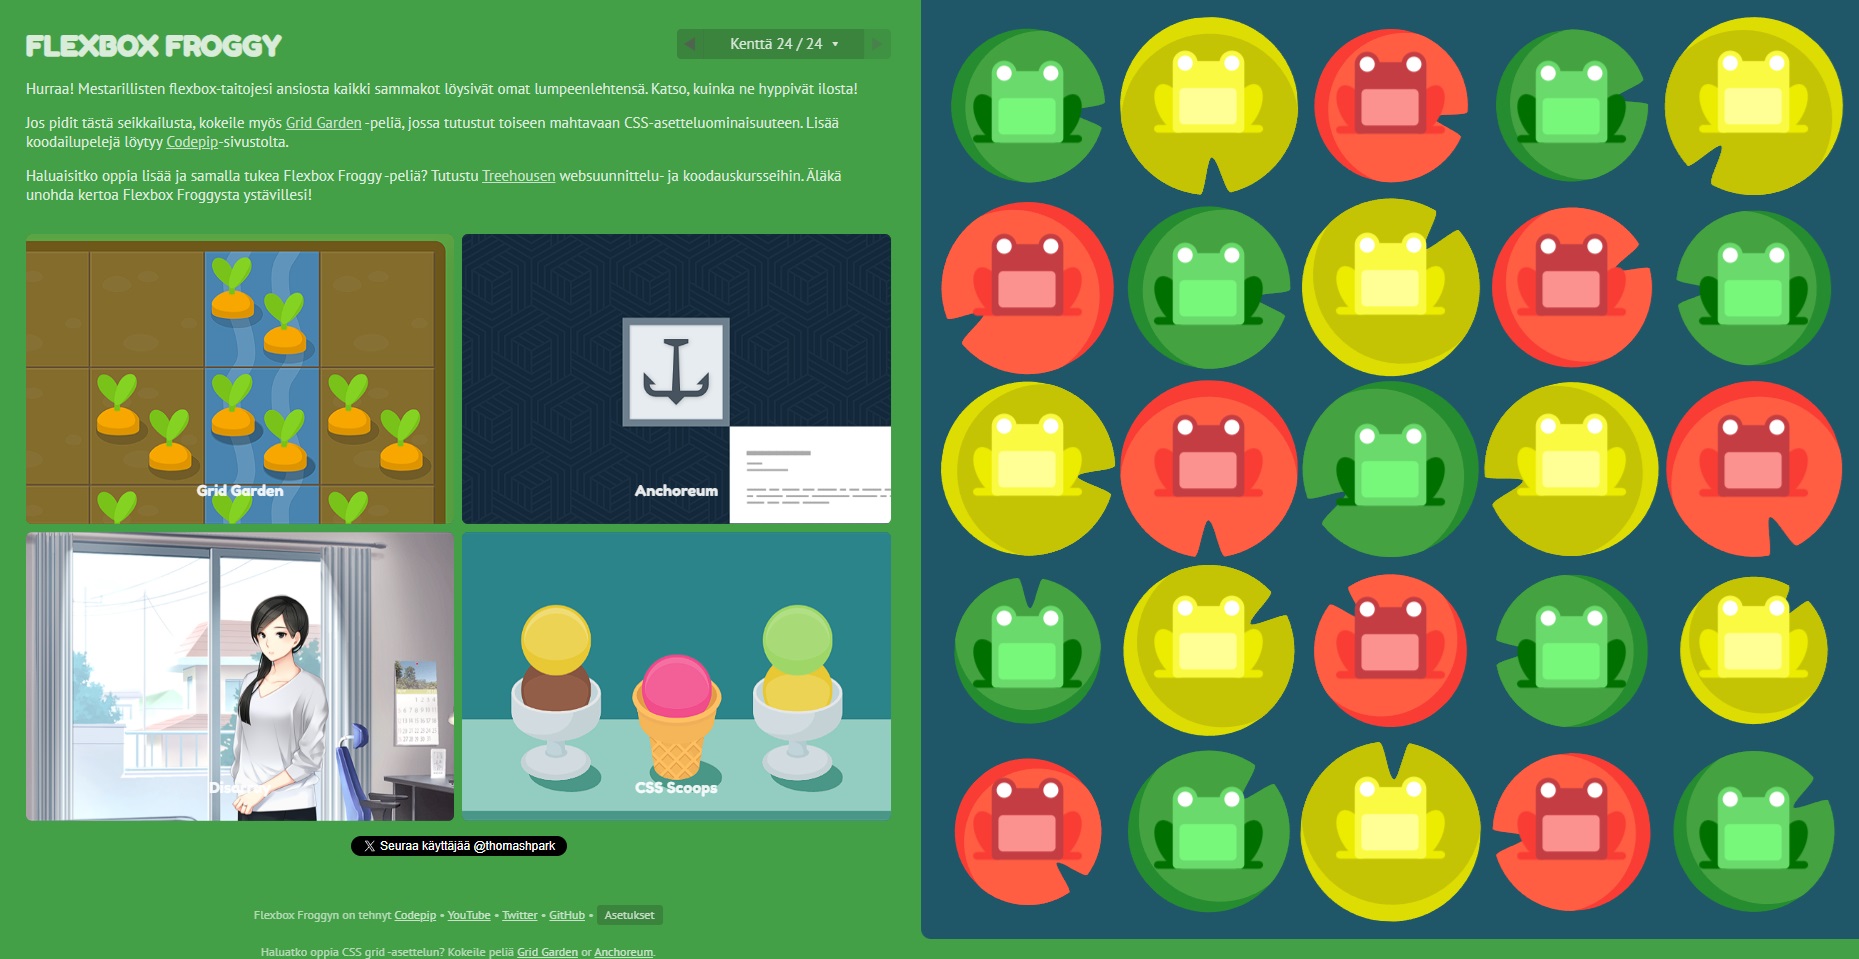 FLEXBOX FROGGY
◀ Kenttä 24 / 24 ▼ ▶
Hurraa! Mestarillisten flexbox-taitojesi ansiosta kaikki sammakot löysivät omat lumpeenlehtensä. Katso, kuinka ne hyppivät ilosta!
Jos pidit tästä seikkailusta, kokeile myös Grid Garden -peliä, jossa tutustut toiseen mahtavaan CSS-asetteluominaisuuteen. Lisää
koodailupelejä löytyy Codepip-sivustolta.
Haluaisitko oppia lisää ja samalla tukea Flexbox Froggy -peliä? Tutustu Treehousen websuunnittelu- ja koodauskursseihin. Äläkä
unohda kertoa Flexbox Froggysta ystävillesi!
Grid Garden
Anchoreum
Disarray
CSS Scoops
Seuraa käyttäjää @thomashpark
Flexbox Froggyn on tehnyt Codepip • YouTube • Twitter • GitHub • Asetukset
Haluatko oppia CSS grid -asettelun? Kokeile peliä Grid Garden or Anchoreum.